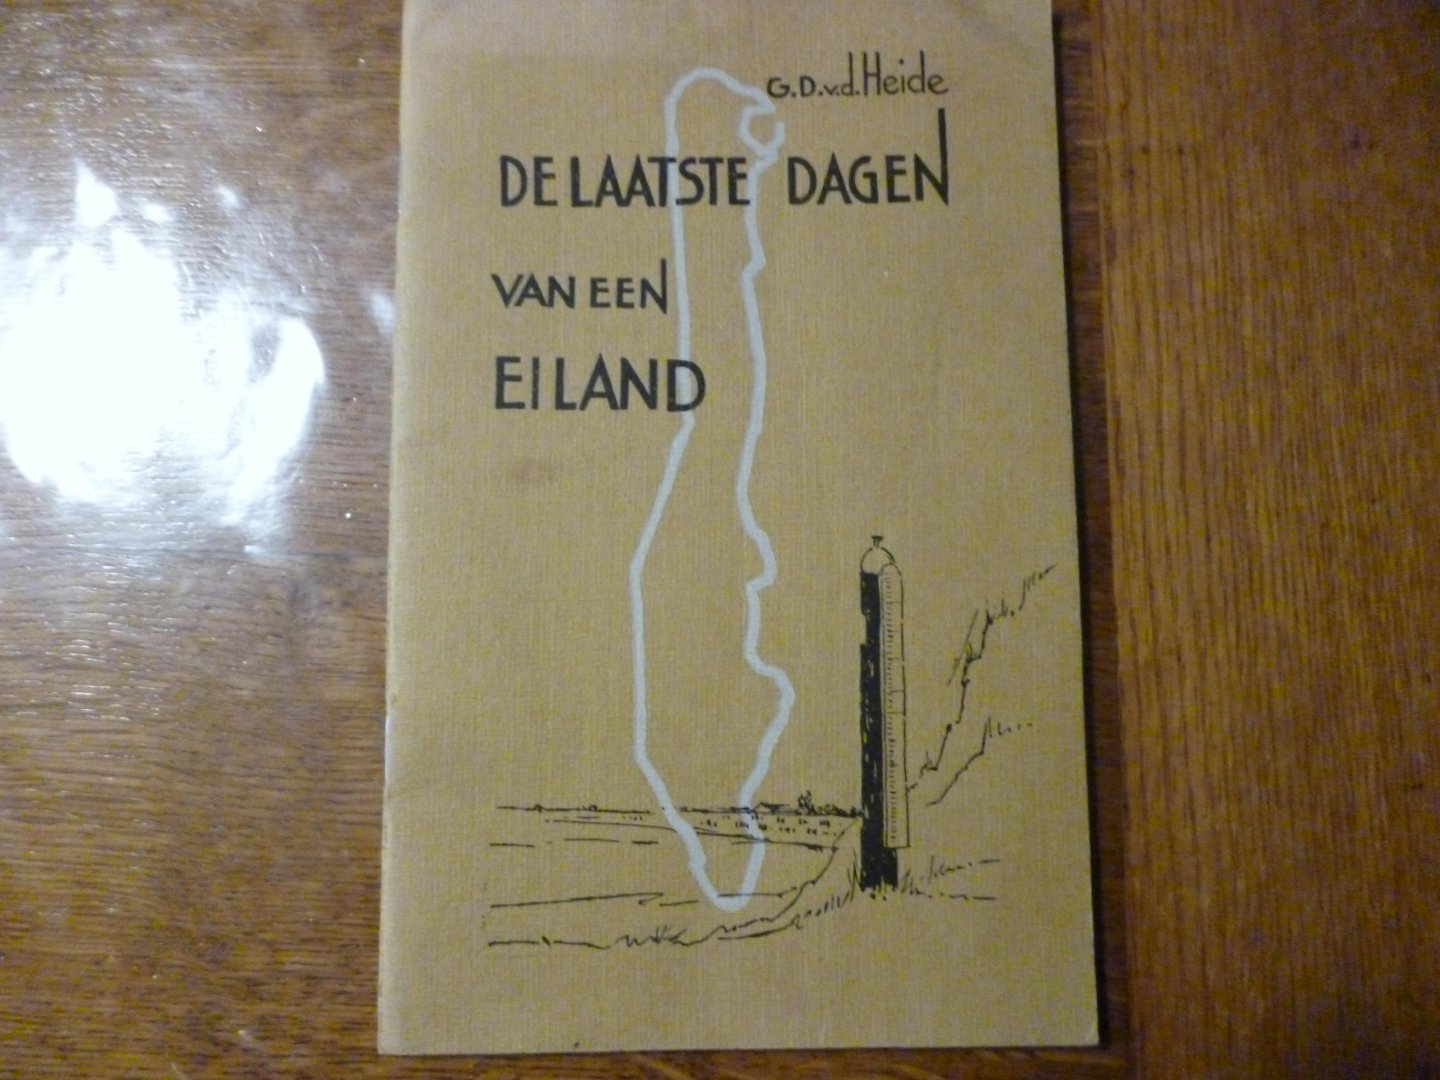 G.D.v.d.Heide
DE LAATSTE DAGEN
VAN EEN
EILAND